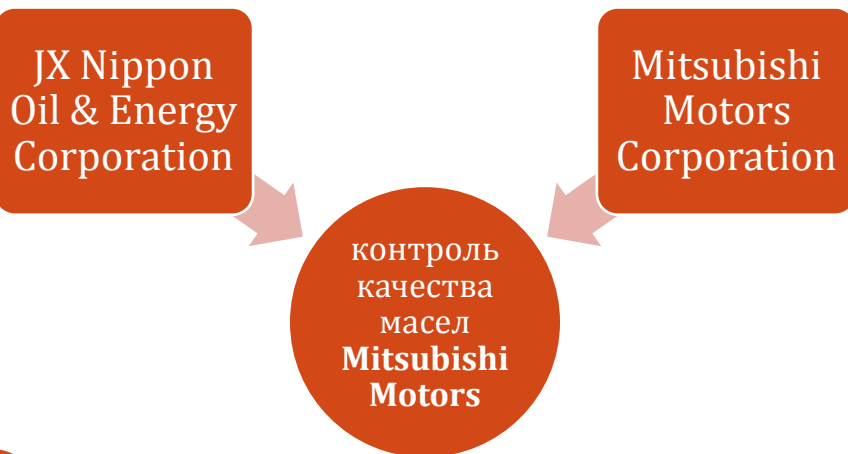 JX Nippon
Oil & Energy
Corporation
Mitsubishi
Motors
Corporation
контроль
качества
масел
Mitsubishi
Motors